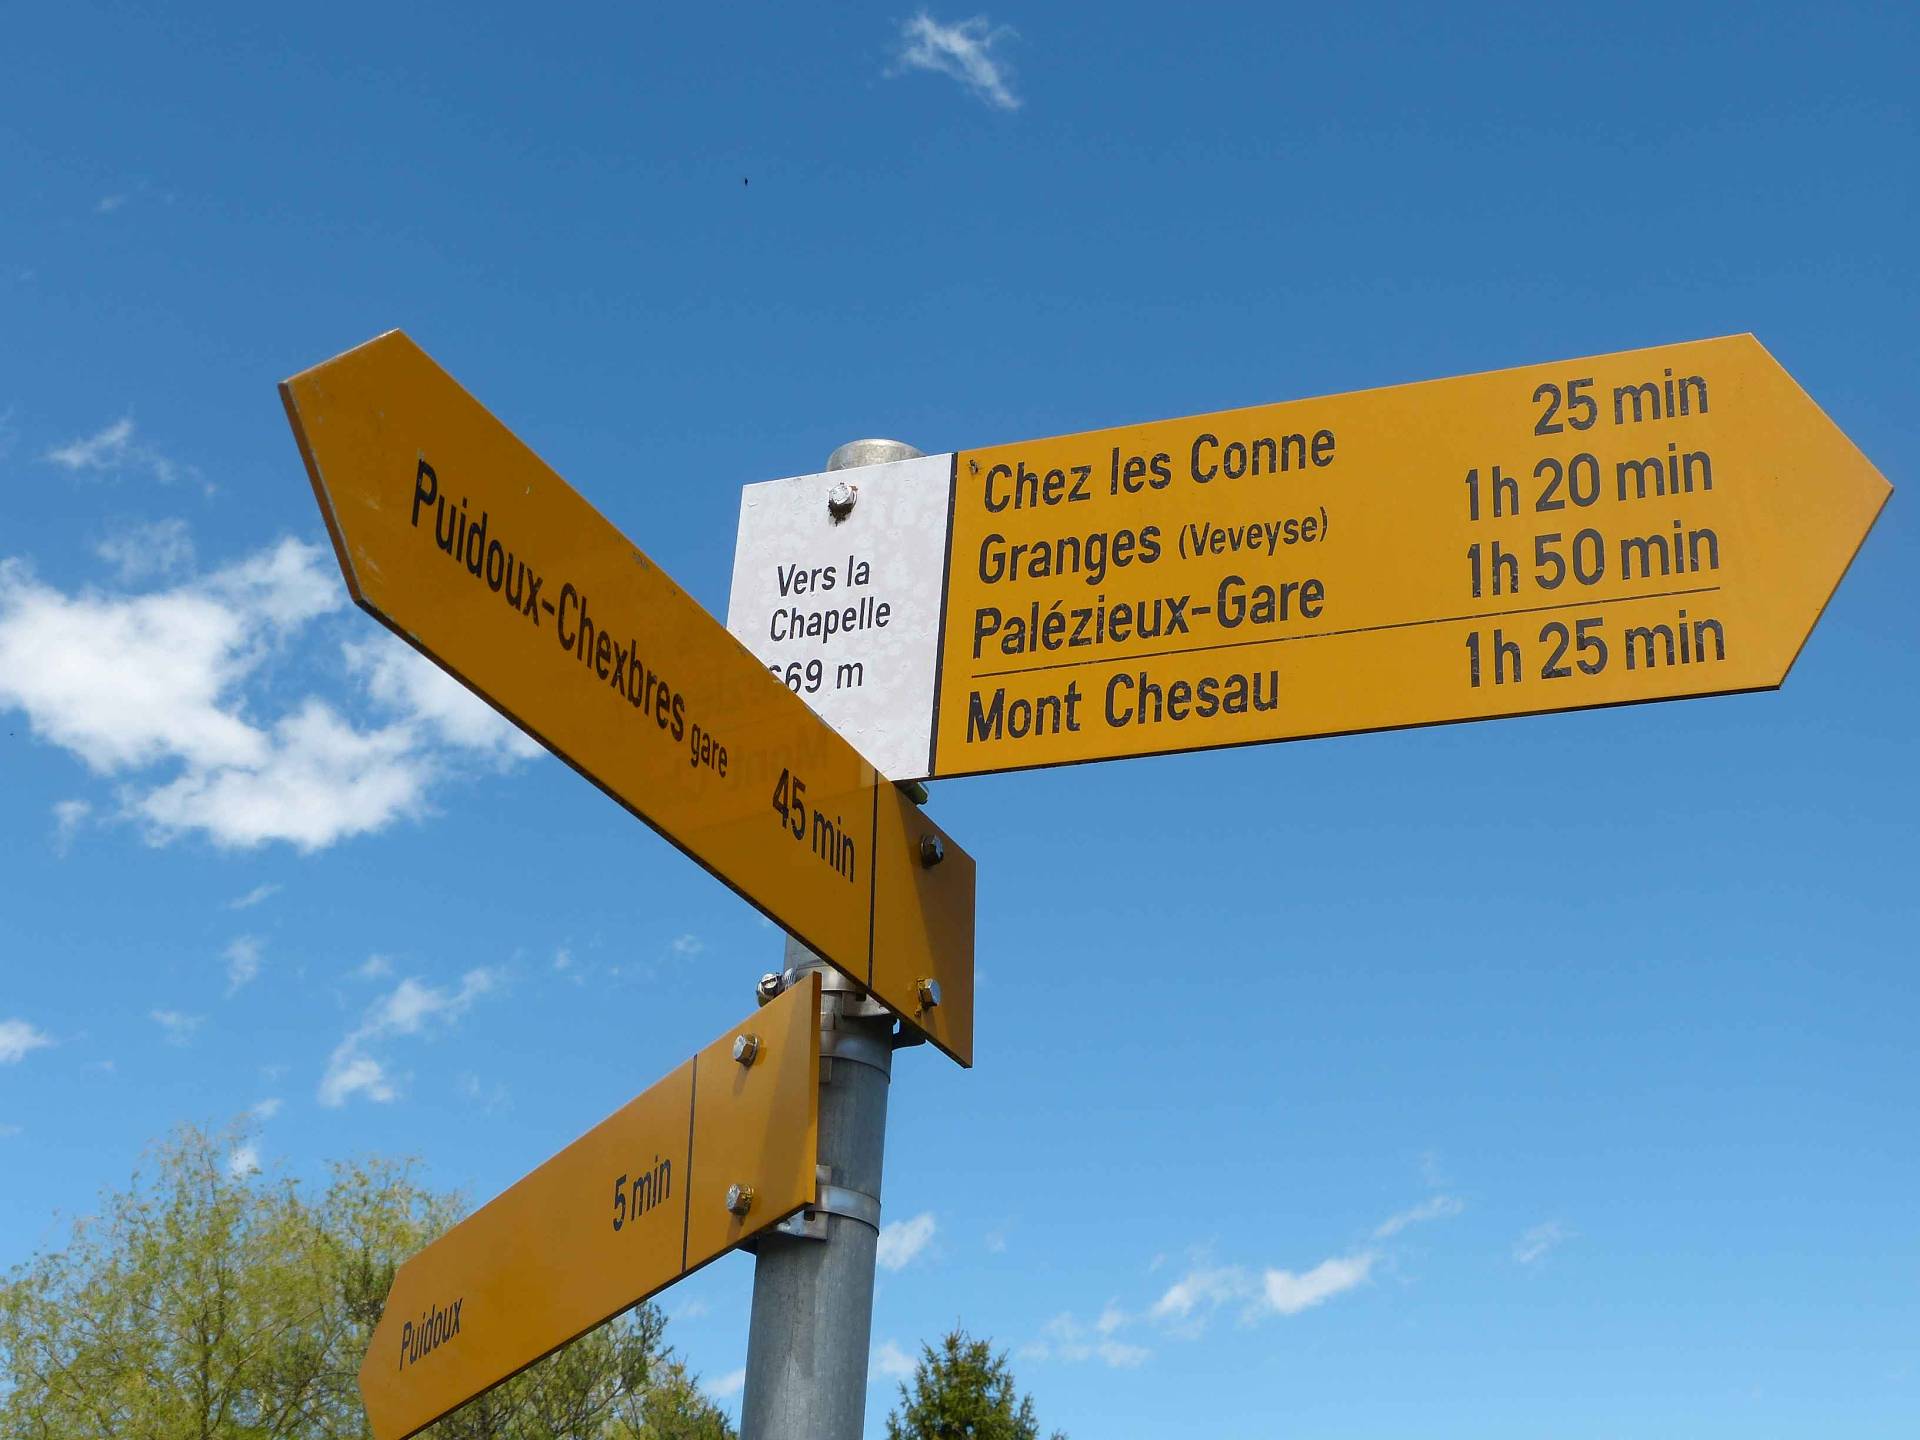 Chez les Conne 25 min
Granges (Veveyse) 1h 20 min
Palézieux-Gare 1h 50 min
Mont Chesau 1h 25 min
Vers la
Chapelle
69 m
Puidoux-Chexbres gare 45 min
5 min
Puidoux